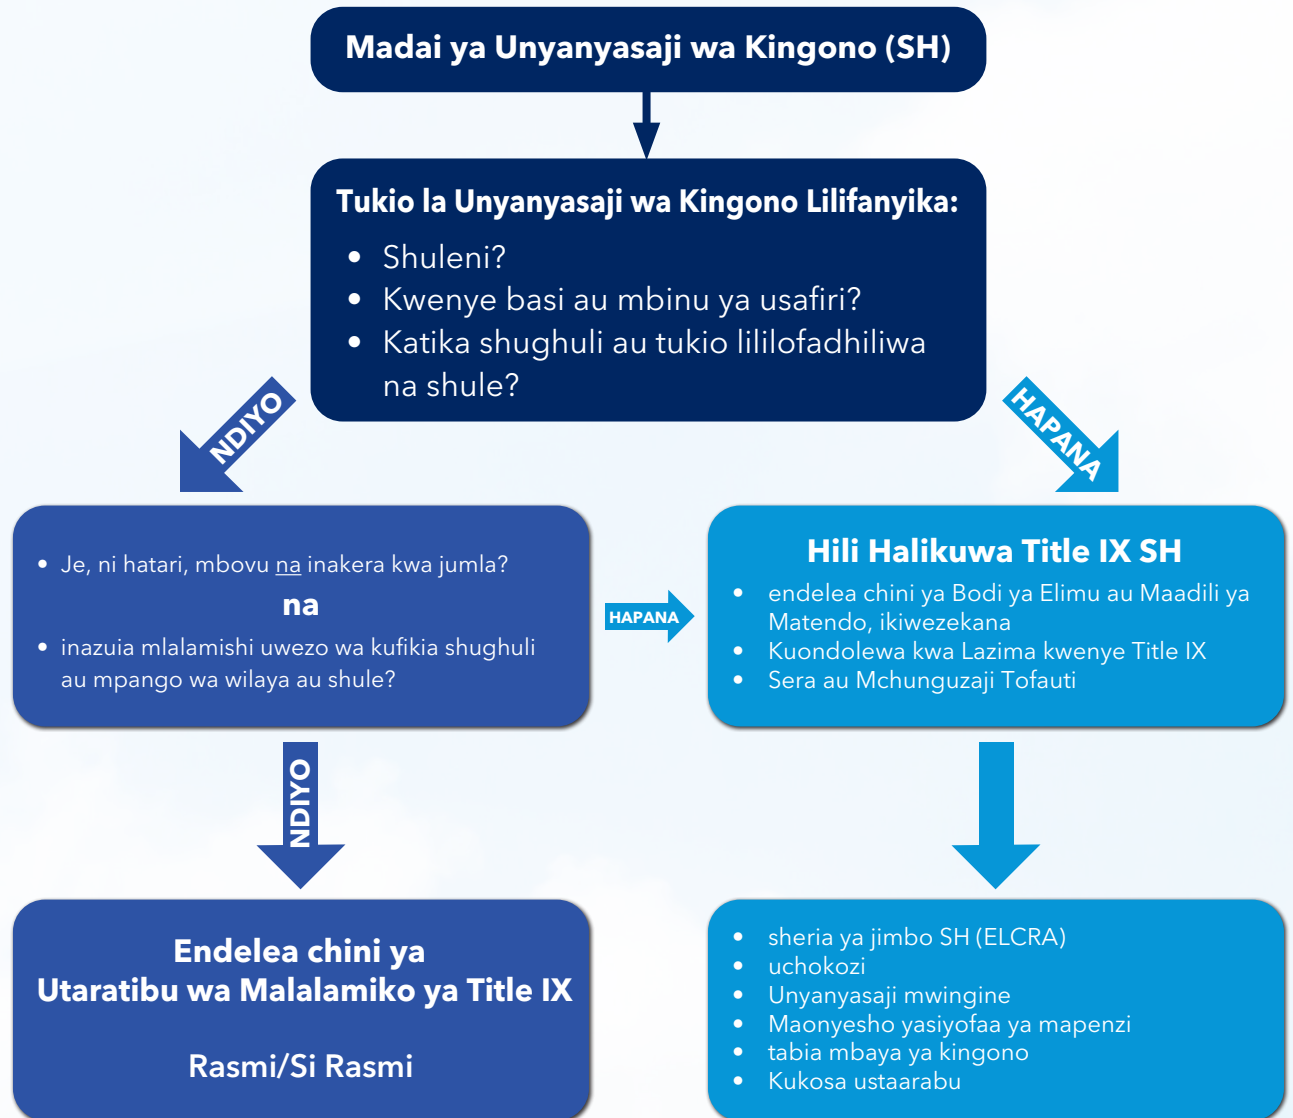 Madai ya Unyanyasaji wa Kingono (SH)
Tukio la Unyanyasaji wa Kingono Lilifanyika:
• Shuleni?
• Kwenye basi au mbinu ya usafiri?
• Katika shughuli au tukio lililofadhiliwa
na shule?
NDIYO
HAPANA
• Je, ni hatari, mbovu na inakera kwa jumla?
na
• inazuia mlalamishi uwezo wa kufikia shughuli
au mpango wa wilaya au shule?
HAPANA
Hili Halikuwa Title IX SH
• endelea chini ya Bodi ya Elimu au Maadili ya
Matendo, ikiwezekana
• Kuondolewa kwa Lazima kwenye Title IX
• Sera au Mchunguzaji Tofauti
NDIYO
Endelea chini ya
Utaratibu wa Malalamiko ya Title IX
Rasmi/Si Rasmi
• sheria ya jimbo SH (ELCRA)
• uchokozi
• Unyanyasaji mwingine
• Maonyesho yasiyofaa ya mapenzi
• tabia mbaya ya kingono
• Kukosa ustaarabu